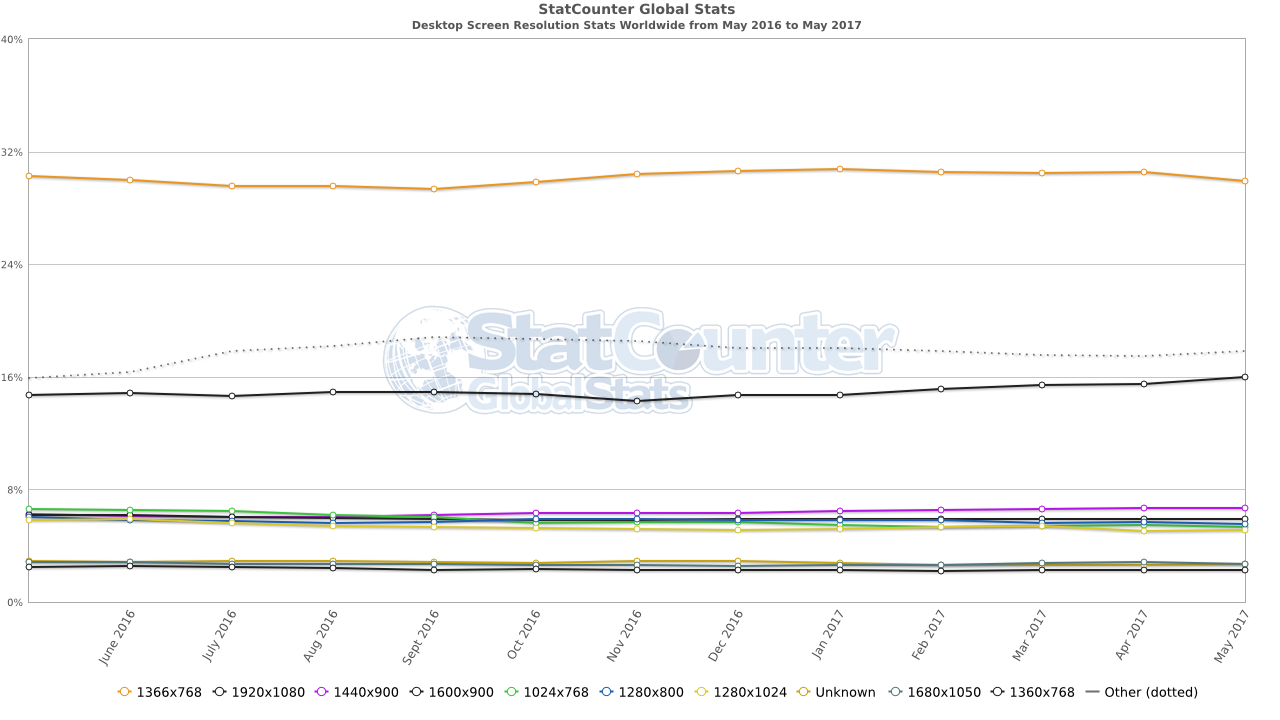 StatCounter Global Stats
Desktop Screen Resolution Stats Worldwide from May 2016 to May 2017
40%
32%
24%
StatCounter
16%
GlobalStats
8%
0%
June 2016 July 2016 Aug 2016 Sept 2016 Oct 2016 Nov 2016 Dec 2016 Jan 2017 Feb 2017 Mar 2017 Apr 2017 May 2017
1366x768 1920x1080 1440x900 1600x900 1024x768 1280x800 1280x1024 Unknown 1680x1050 1360x768 Other (dotted)